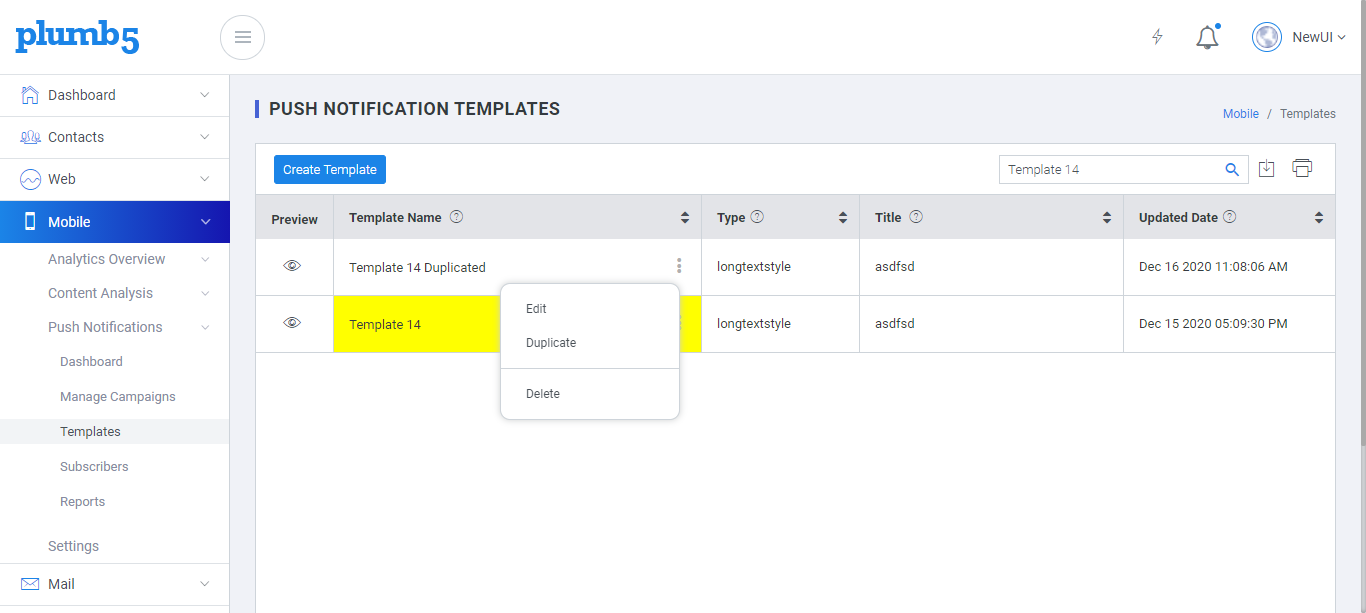 plumb5
NewUI
Dashboard
Contacts
Web
Mobile
Analytics Overview
Content Analysis
Push Notifications
Dashboard
Manage Campaigns
Templates
Subscribers
Reports
Settings
Mail
PUSH NOTIFICATION TEMPLATES
Mobile / Templates
Create Template
Template 14
Preview Template Name ? Type ? Title ? Updated Date ?
Template 14 Duplicated longtextstyle asdfsd Dec 16 2020 11:08:06 AM
Template 14 longtextstyle asdfsd Dec 15 2020 05:09:30 PM
Edit
Duplicate
Delete